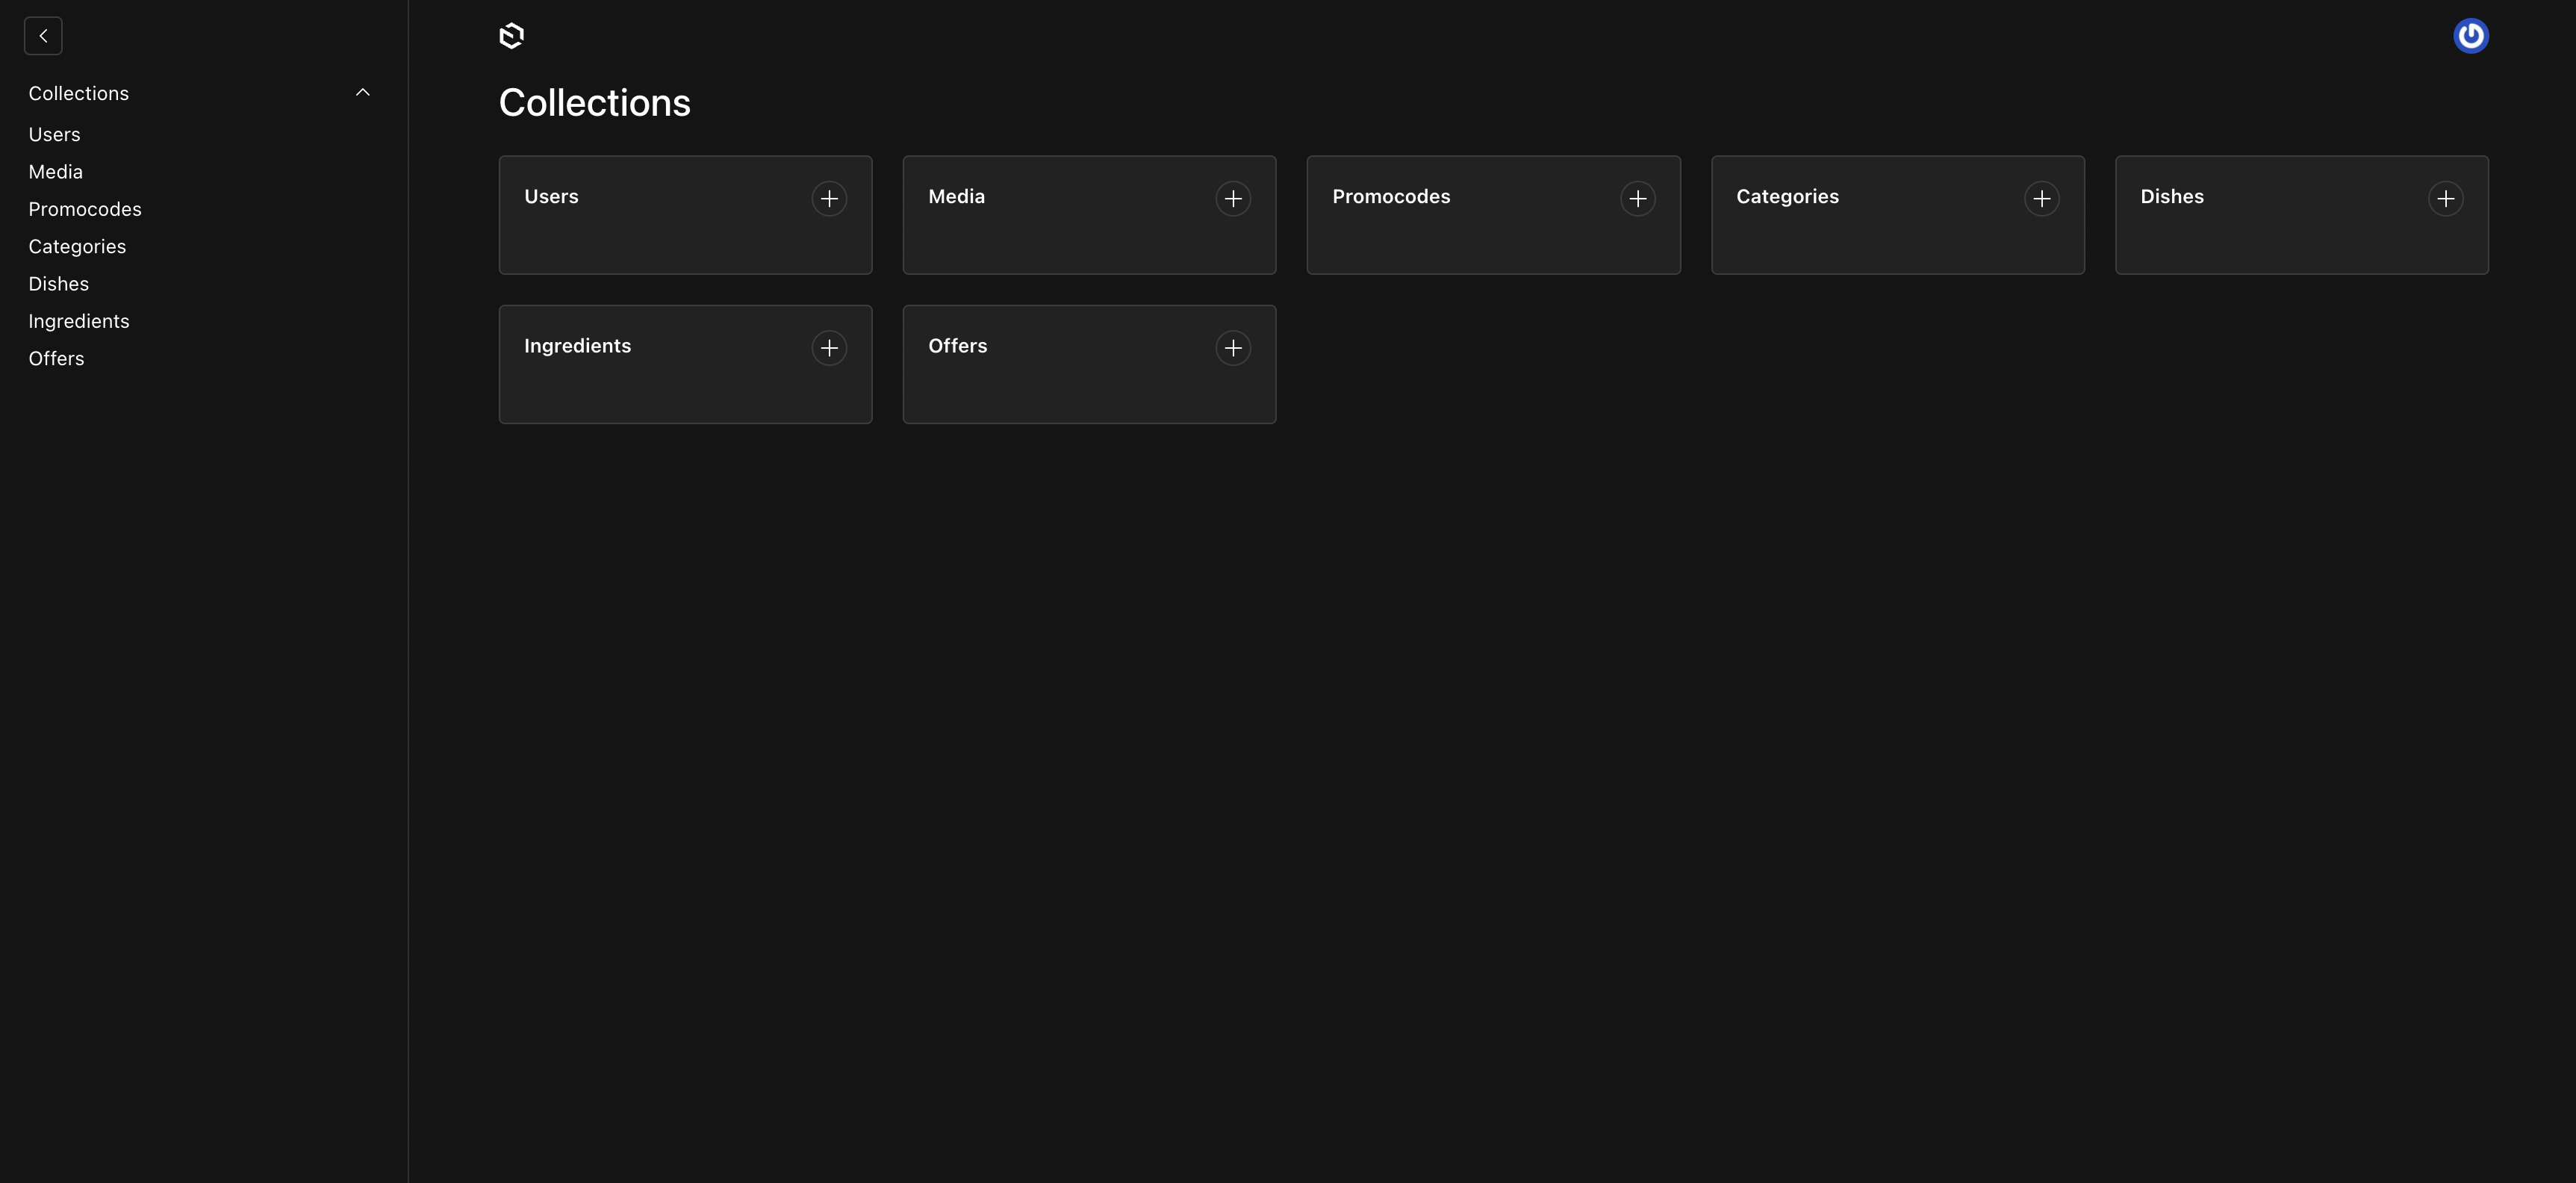 Collections
Users
Media
Promocodes
Categories
Dishes
Ingredients
Offers
Collections
Users
Media
Promocodes
Categories
Dishes
Ingredients
Offers